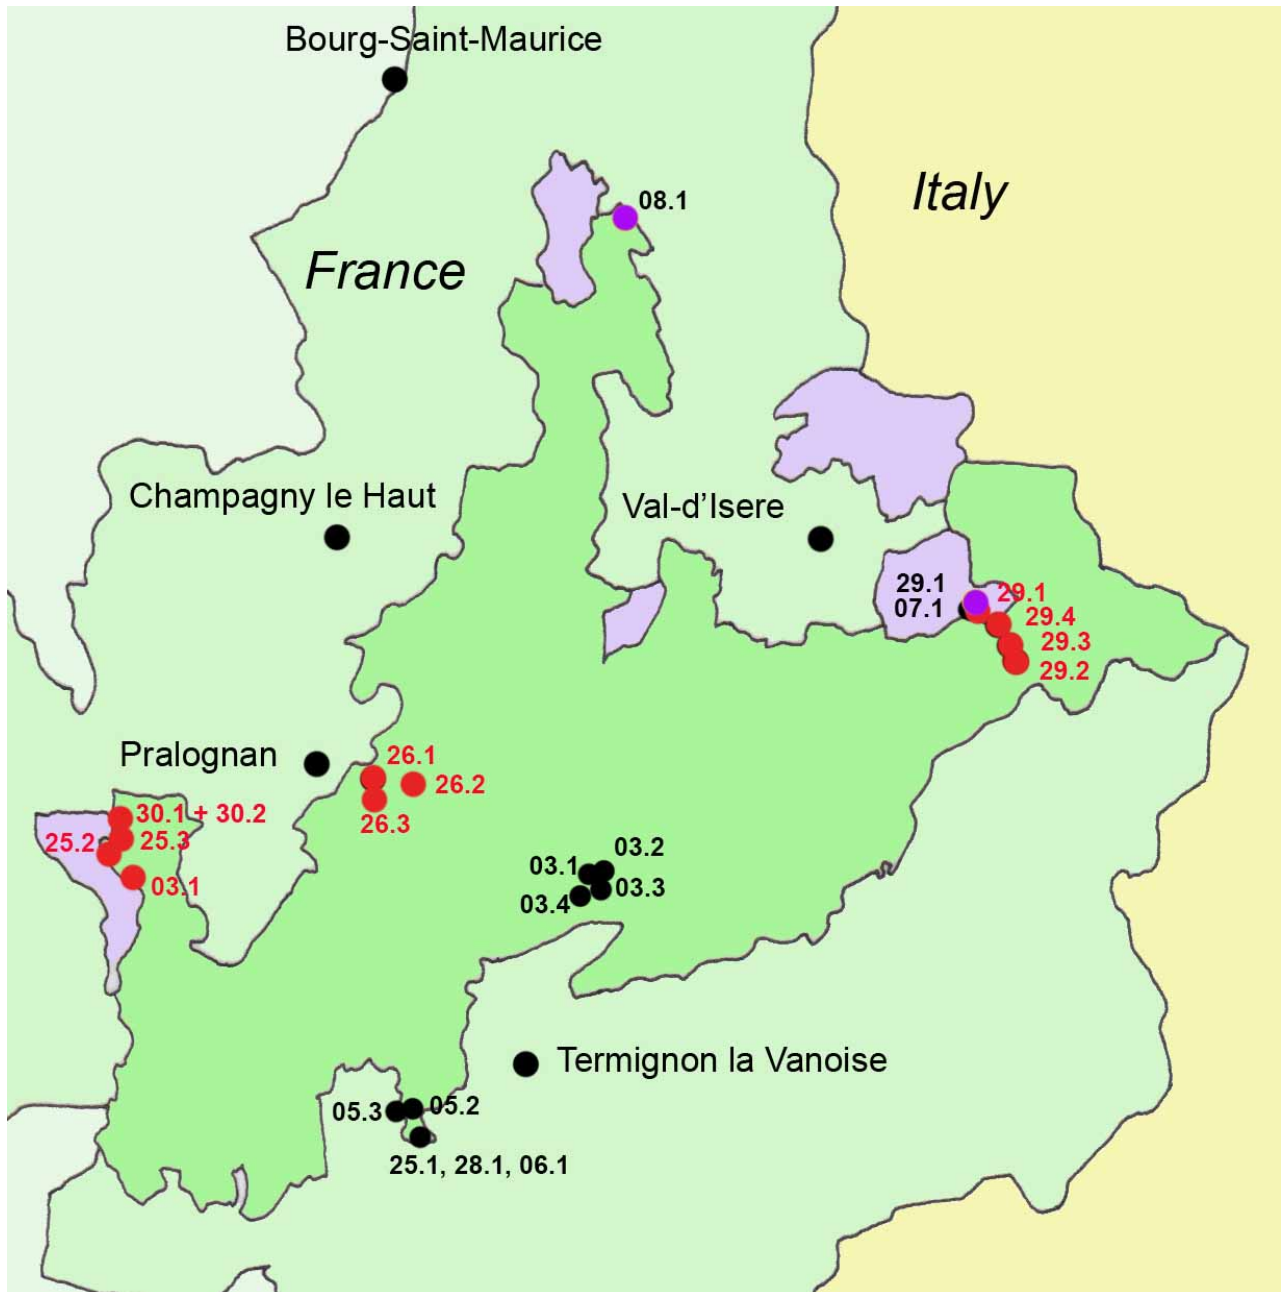 Bourg-Saint-Maurice
Italy
08.1
France
Champagny le Haut
Val-d'Isere
29.1
07.1
29.1
29.4
29.3
29.2
Pralognan
26.1
26.2
26.3
30.1 + 30.2
25.2
25.3
03.1
03.1
03.2
03.3
03.4
Termignon la Vanoise
05.3
05.2
25.1, 28.1, 06.1